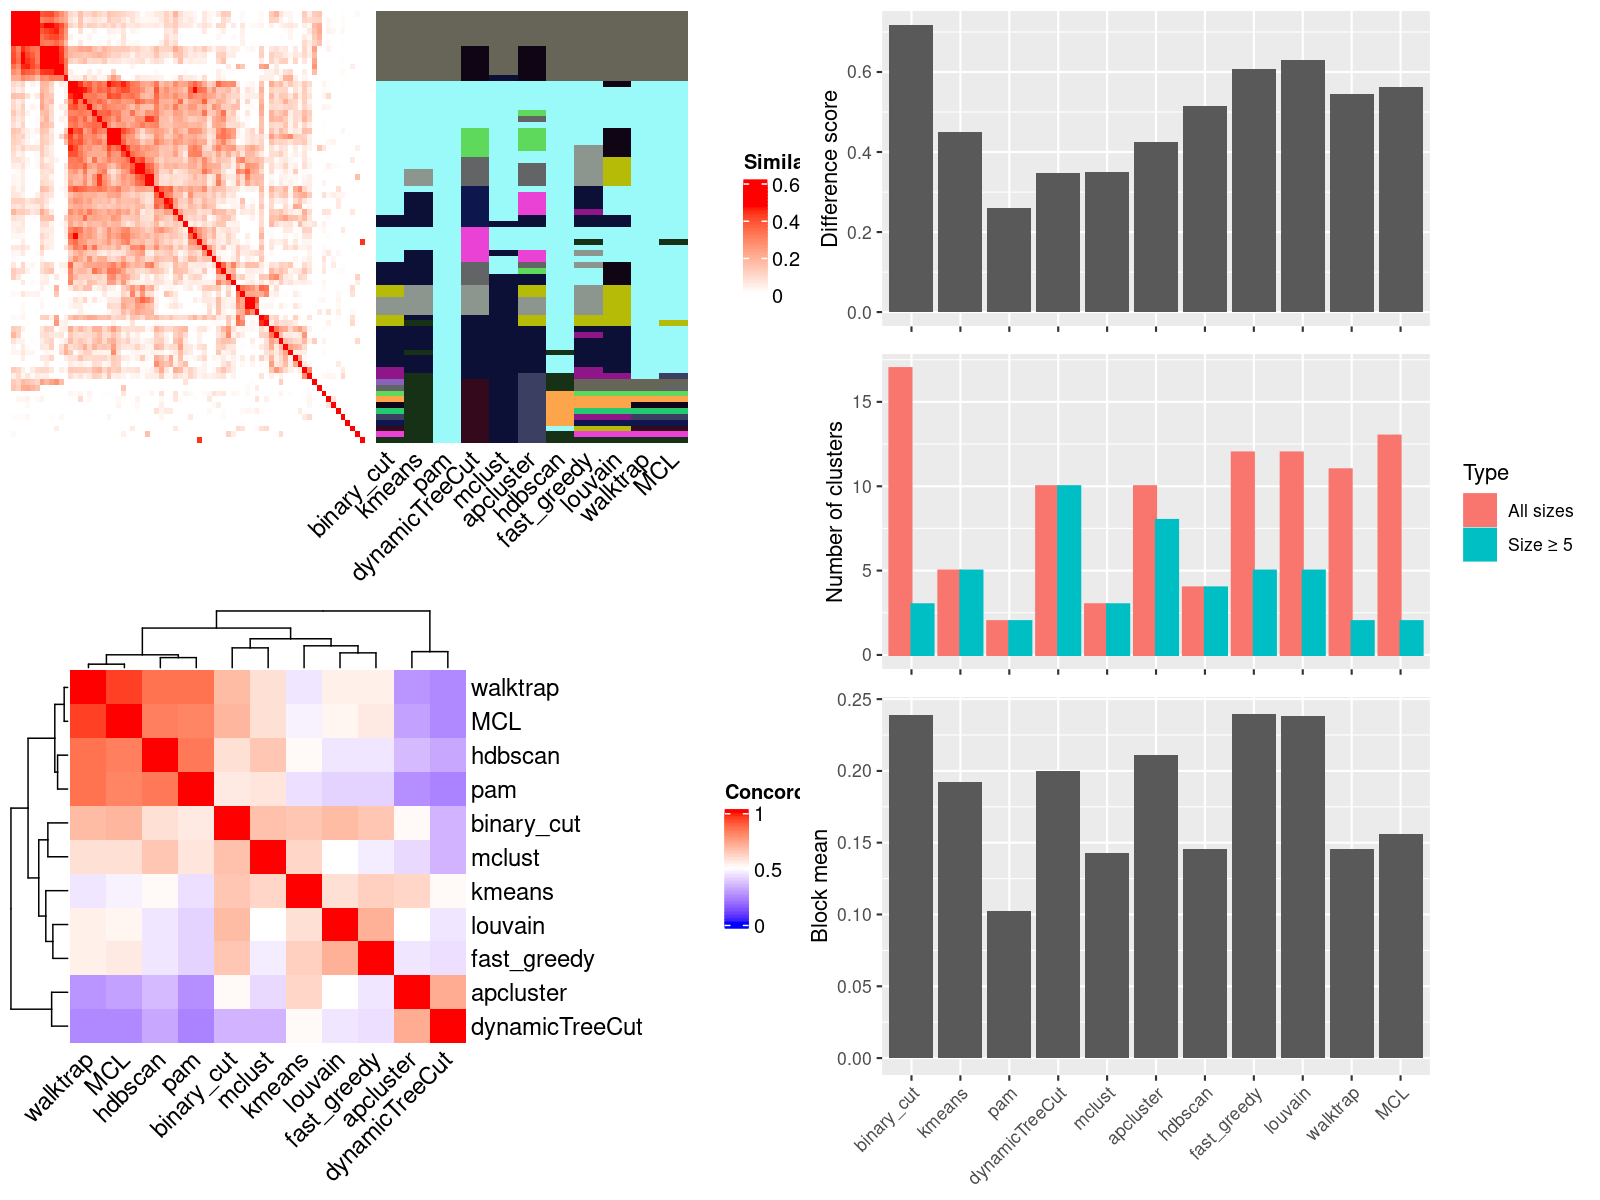 Simila
0.6
0.4
0.2
0
binary_cut
kmeans
pam
dynamicTreeCut
mclust
apcluster
hdbscan
fast_greedy
louvain
walktrap
MCL
walktrap
MCL
hdbscan
pam
binary_cut
mclust
kmeans
louvain
fast_greedy
apcluster
dynamicTreeCut
walktrap
MCL
hdbscan
pam
binary_cut
mclust
kmeans
louvain
fast_greedy
apcluster
dynamicTreeCut
Concord
1
0.5
0
Difference score
0.6
0.4
0.2
0.0
Number of clusters
15
10
5
0
Type
All sizes
Size ≥ 5
Block mean
0.25
0.20
0.15
0.10
0.05
0.00
binary_cut
kmeans
pam
dynamicTreeCut
mclust
apcluster
hdbscan
fast_greedy
louvain
walktrap
MCL